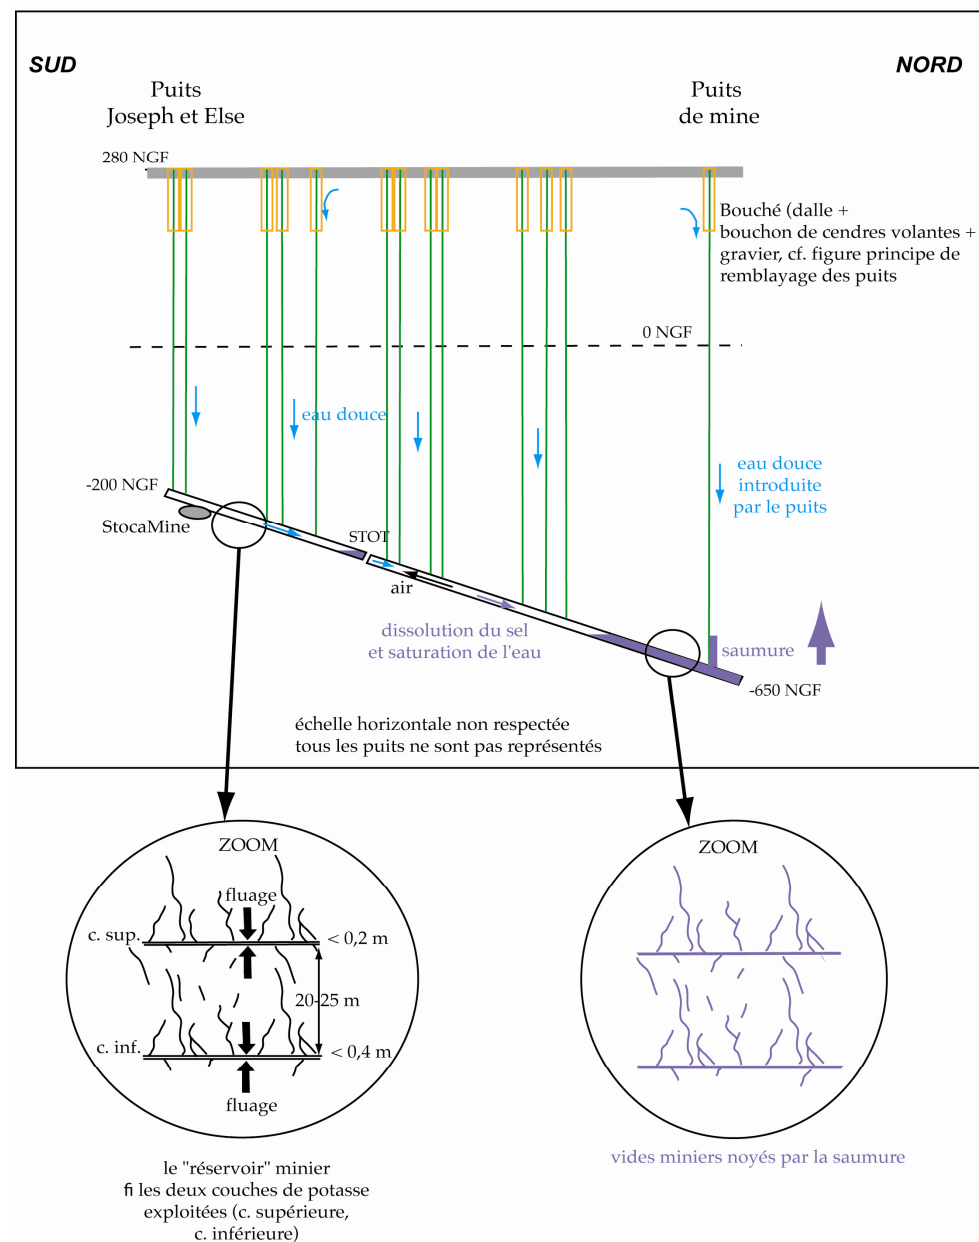 SUD
NORD
Puits
Joseph et Else
Puits
de mine
280 NGF
Bouché (dalle +
bouchon de cendres volantes +
gravier, cf. figure principe de
remblayage des puits
0 NGF
eau douce
eau douce
introduite
par le puits
-200 NGF
StocaMine
STOT
air
dissolution du sel
et saturation de l'eau
saumure
-650 NGF
échelle horizontale non respectée
tous les puits ne sont pas représentés
ZOOM
fluage
c. sup.
< 0,2 m
20-25 m
c. inf.
< 0,4 m
fluage
ZOOM
le "réservoir" minier
fi les deux couches de potasse
exploitées (c. supérieure,
c. inférieure)
vides miniers noyés par la saumure